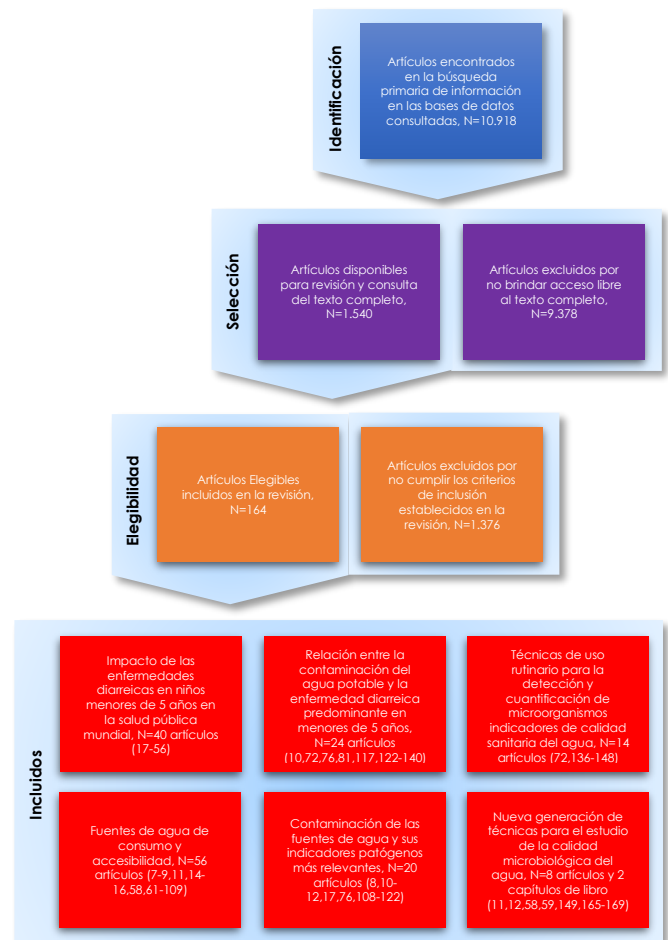 Identificación
Artículos encontrados
en la búsqueda
primaria de información
en las bases de datos
consultadas, N=10.918
Selección
Artículos disponibles
para revisión y consulta
del texto completo,
N=1.540
Artículos excluidos por
no brindar acceso libre
al texto completo,
N=9.378
Elegibilidad
Artículos Elegibles
incluidos en la revisión,
N=164
Artículos excluidos por
no cumplir los criterios
de inclusión
establecidos en la
revisión, N=1.376
Incluidos
Impacto de las
enfermedades
diarreicas en niños
menores de 5 años en
la salud pública
mundial, N=40 artículos
(17-56)
Relación entre la
contaminación del
agua potable y la
enfermedad diarreica
predominante en
menores de 5 años,
N=24 artículos
(10,72,76,81,117,122-140)
Técnicas de uso
rutinario para la
detección y
cuantificación de
microorganismos
indicadores de calidad
sanitaria del agua, N=14
artículos (72,136-148)
Fuentes de agua de
consumo y
accesibilidad, N=56
artículos (7-9,11,14-
16,58,61-109)
Contaminación de las
fuentes de agua y sus
indicadores patógenos
más relevantes, N=20
artículos (8,10-
12,17,76,108-122)
Nueva generación de
técnicas para el estudio
de la calidad
microbiológica del
agua, N=8 artículos y 2
capítulos de libro
(11,12,58,59,149,165-169)